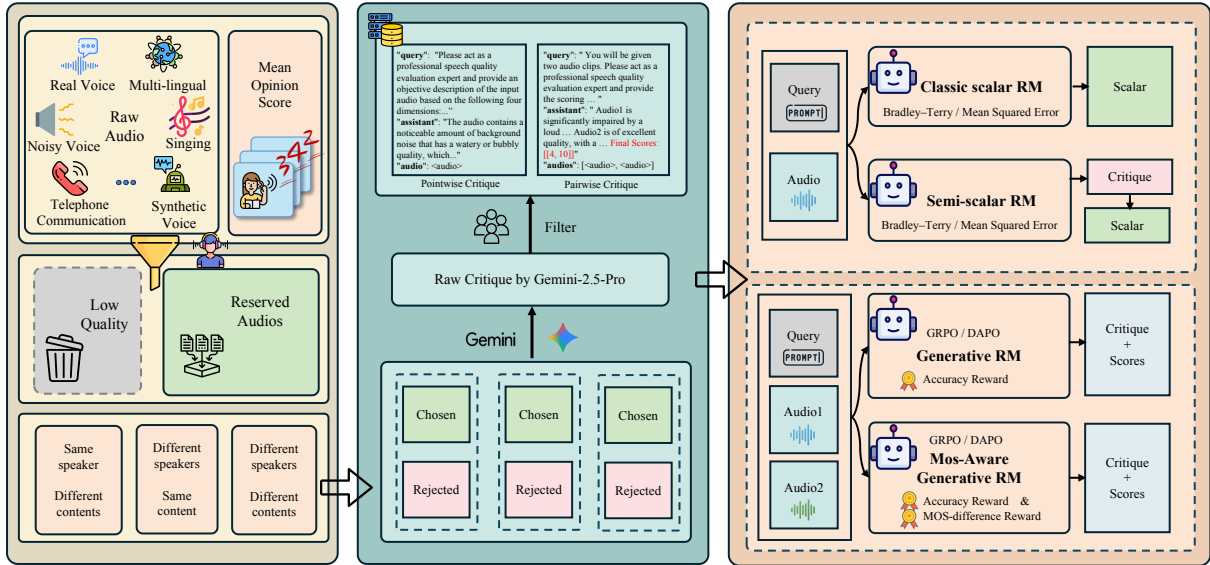 Real Voice
Multi-lingual
Noisy Voice
Raw
Audio
Singing
Telephone
Communication
Synthetic
Voice
Mean
Opinion
Score
342
Low
Quality
Reserved
Audios
Same
speaker
Different
contents
Different
speakers
Same
content
Different
speakers
Different
contents
"query": "Please act as a
professional speech quality
evaluation expert and provide an
objective description of the input
audio based on the following four
dimensions:..."
"assistant": "The audio contains a
noticeable amount of background
noise that has a watery or bubbly
quality, which..."
"audio": <audio>
Pointwise Critique
"query": " You will be given
two audio clips. Please act as a
professional speech quality
evaluation expert and provide
the scoring … "
"assistant": " Audio1 is
significantly impaired by a
loud … Audio2 is of excellent
quality, with a … Final Scores:
[[4, 10]]"
"audios": [<audio>, <audio>]
Pairwise Critique
Filter
Raw Critique by Gemini-2.5-Pro
Gemini
Chosen
Chosen
Chosen
Rejected
Rejected
Rejected
Query
PROMPT
Audio
Classic scalar RM
Bradley–Terry / Mean Squared Error
Scalar
Semi-scalar RM
Bradley–Terry / Mean Squared Error
Critique
Scalar
Query
PROMPT
Audio1
Audio2
GRPO / DAPO
Generative RM
Accuracy Reward
Critique
+
Scores
GRPO / DAPO
Mos-Aware
Generative RM
Accuracy Reward &
MOS-difference Reward
Critique
+
Scores